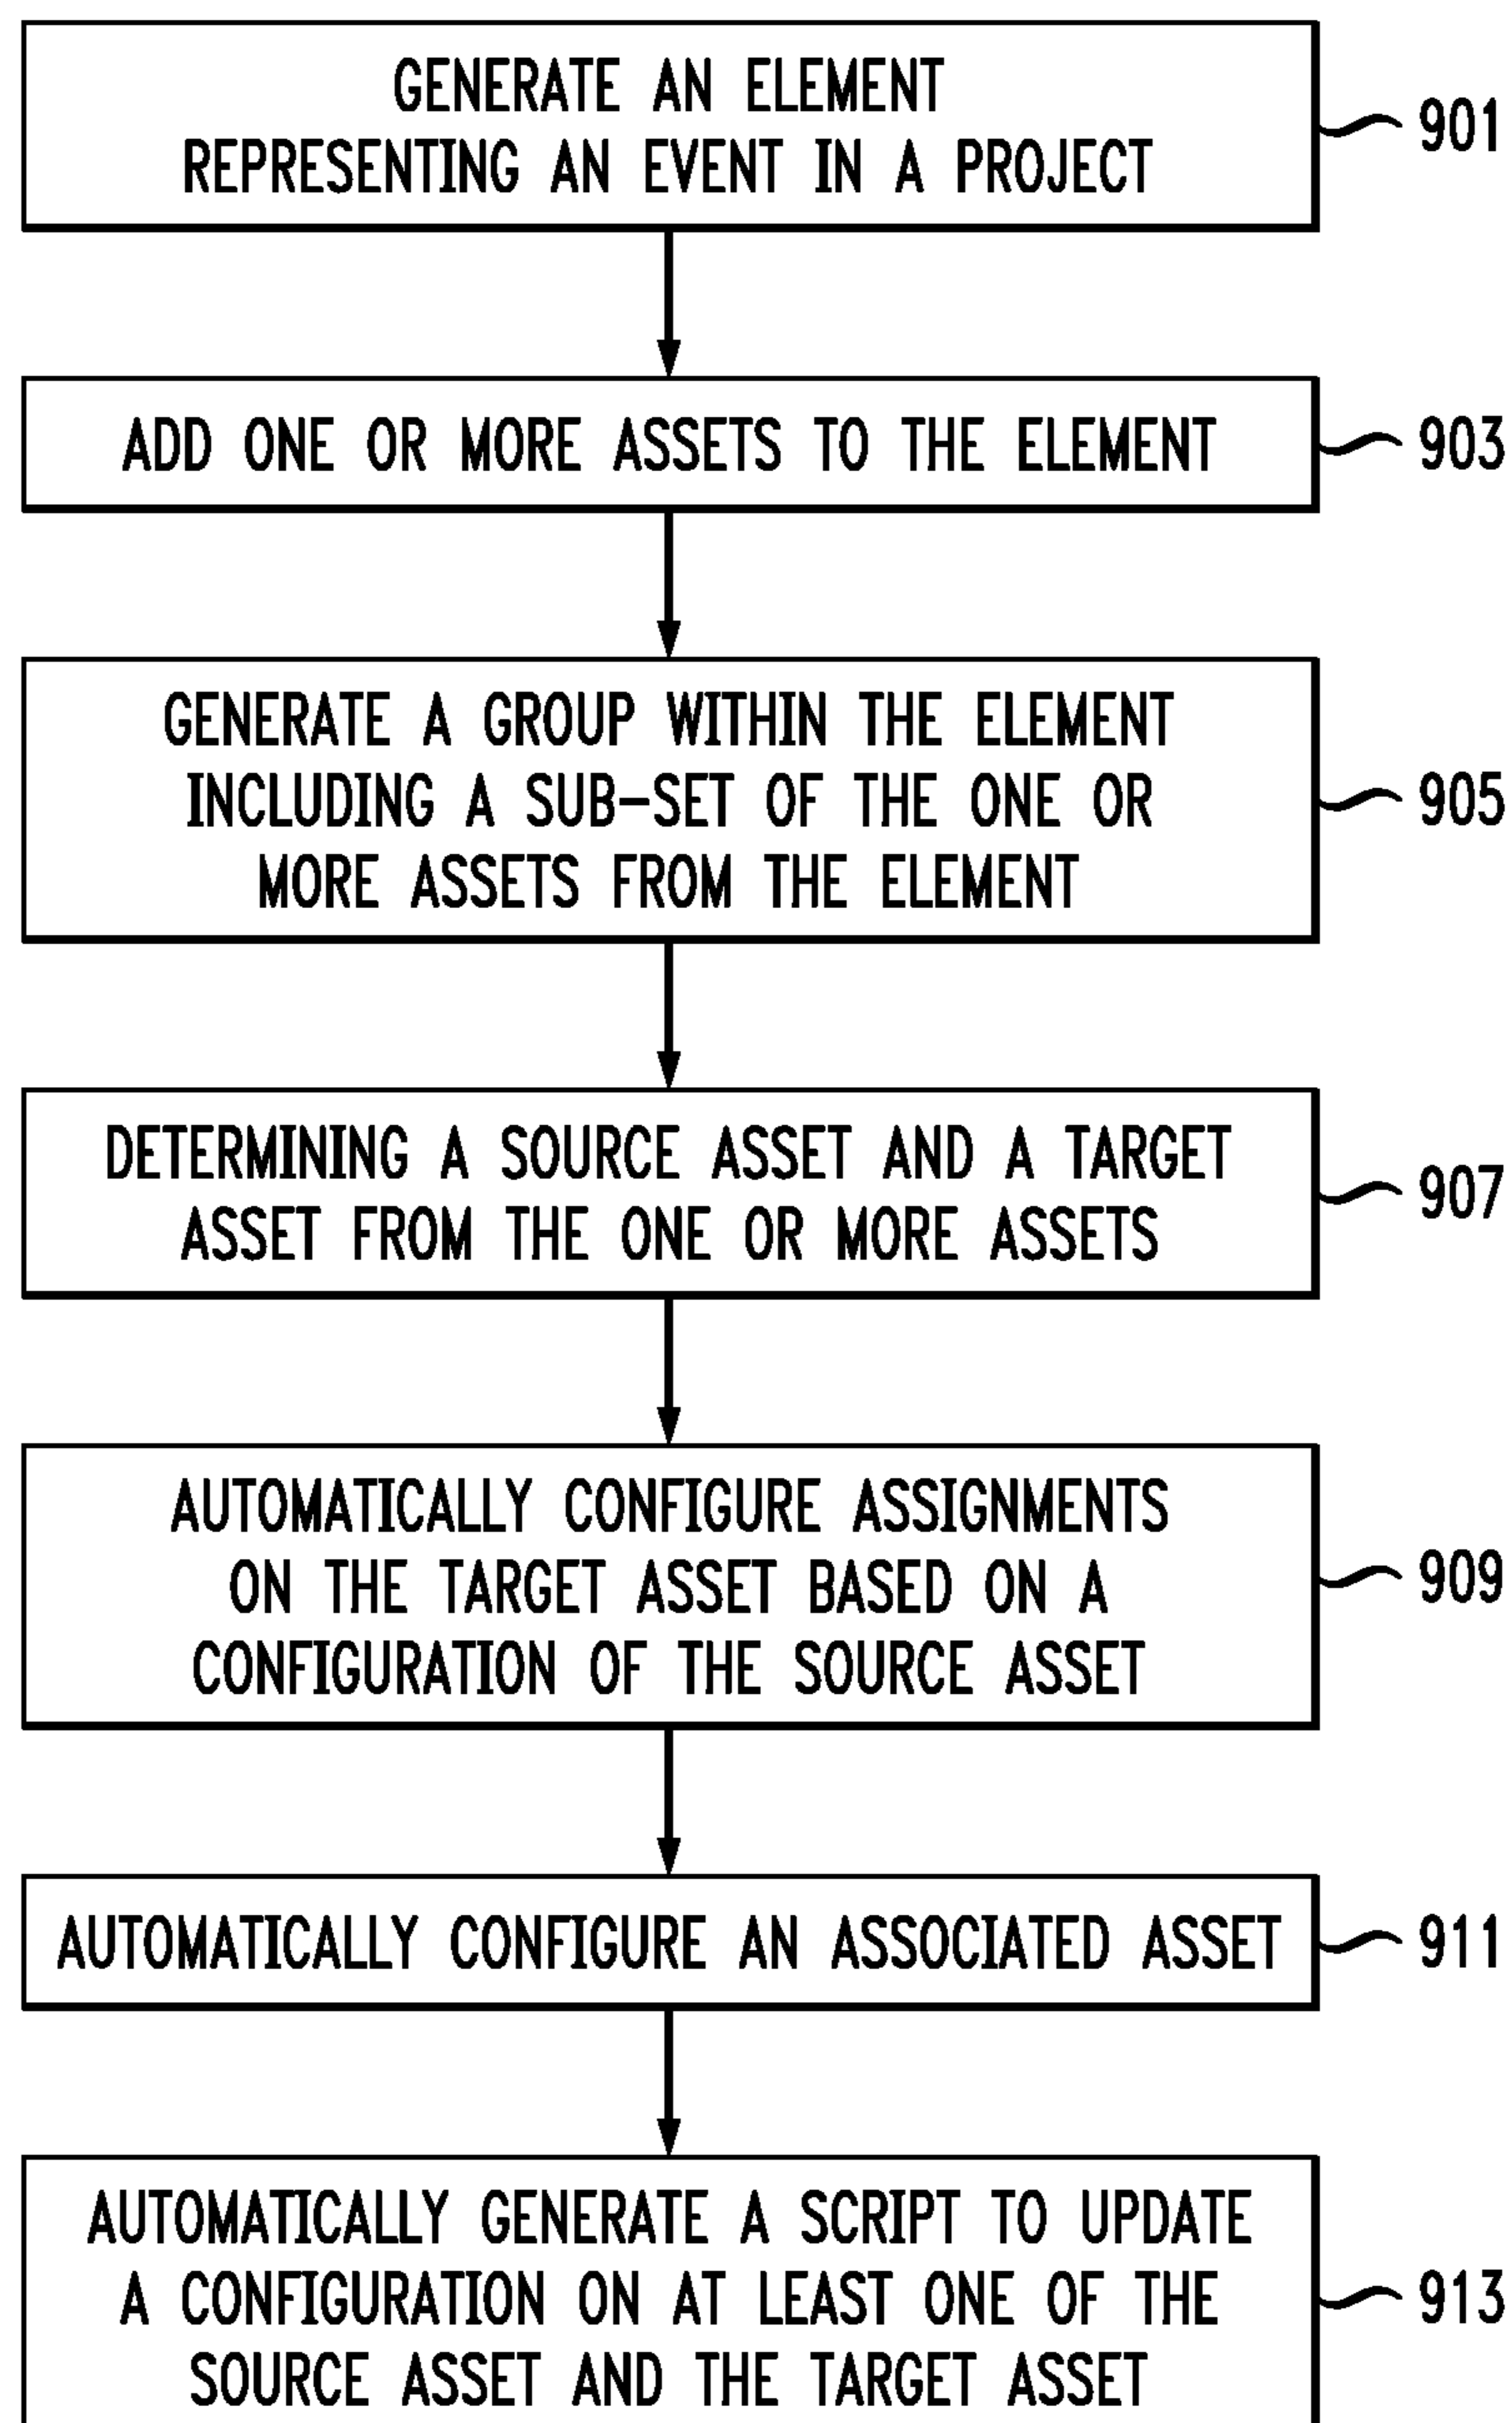 GENERATE AN ELEMENT
REPRESENTING AN EVENT IN A PROJECT
901
ADD ONE OR MORE ASSETS TO THE ELEMENT
903
GENERATE A GROUP WITHIN THE ELEMENT
INCLUDING A SUB-SET OF THE ONE OR
MORE ASSETS FROM THE ELEMENT
905
DETERMINING A SOURCE ASSET AND A TARGET
ASSET FROM THE ONE OR MORE ASSETS
907
AUTOMATICALLY CONFIGURE ASSIGNMENTS
ON THE TARGET ASSET BASED ON A
CONFIGURATION OF THE SOURCE ASSET
909
AUTOMATICALLY CONFIGURE AN ASSOCIATED ASSET
911
AUTOMATICALLY GENERATE A SCRIPT TO UPDATE
A CONFIGURATION ON AT LEAST ONE OF THE
SOURCE ASSET AND THE TARGET ASSET
913